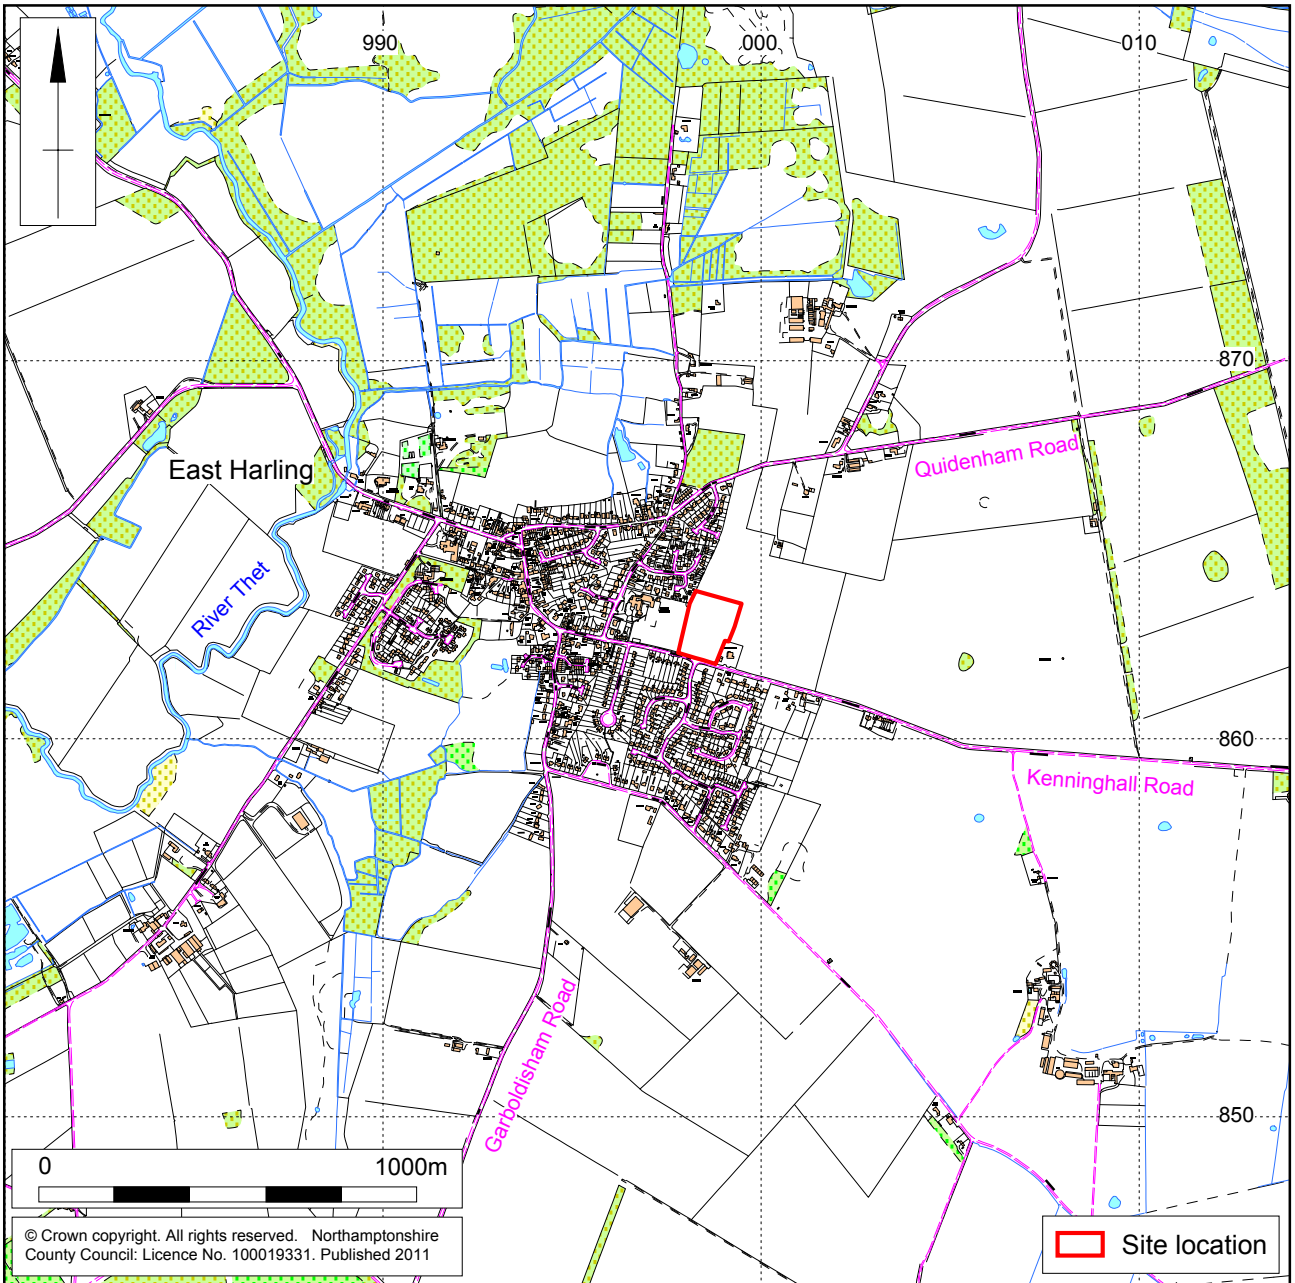 990
000
010
870
Quidenham Road
East Harling
River Thet
860
Kenninghall Road
Garboldisham Road
850
0 1000m
© Crown copyright. All rights reserved. Northamptonshire
County Council: Licence No. 100019331. Published 2011
Site location